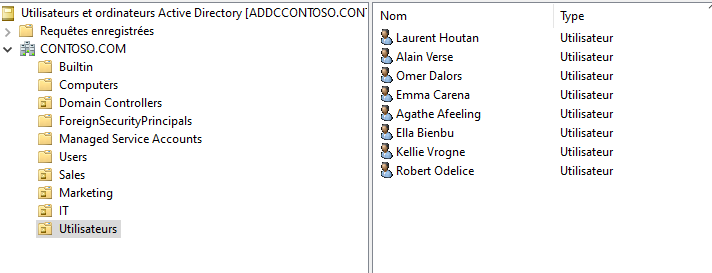 Utilisateurs et ordinateurs Active Directory [ADDCCONTOSO.CONT
Requêtes enregistrées
CONTOSO.COM
Builtin
Computers
Domain Controllers
ForeignSecurityPrincipals
Managed Service Accounts
Users
Sales
Marketing
IT
Utilisateurs
Nom Type
Laurent Houtan Utilisateur
Alain Verse Utilisateur
Omer Dalors Utilisateur
Emma Carena Utilisateur
Agathe Afeeling Utilisateur
Ella Bienbu Utilisateur
Kellie Vrogne Utilisateur
Robert Odelice Utilisateur